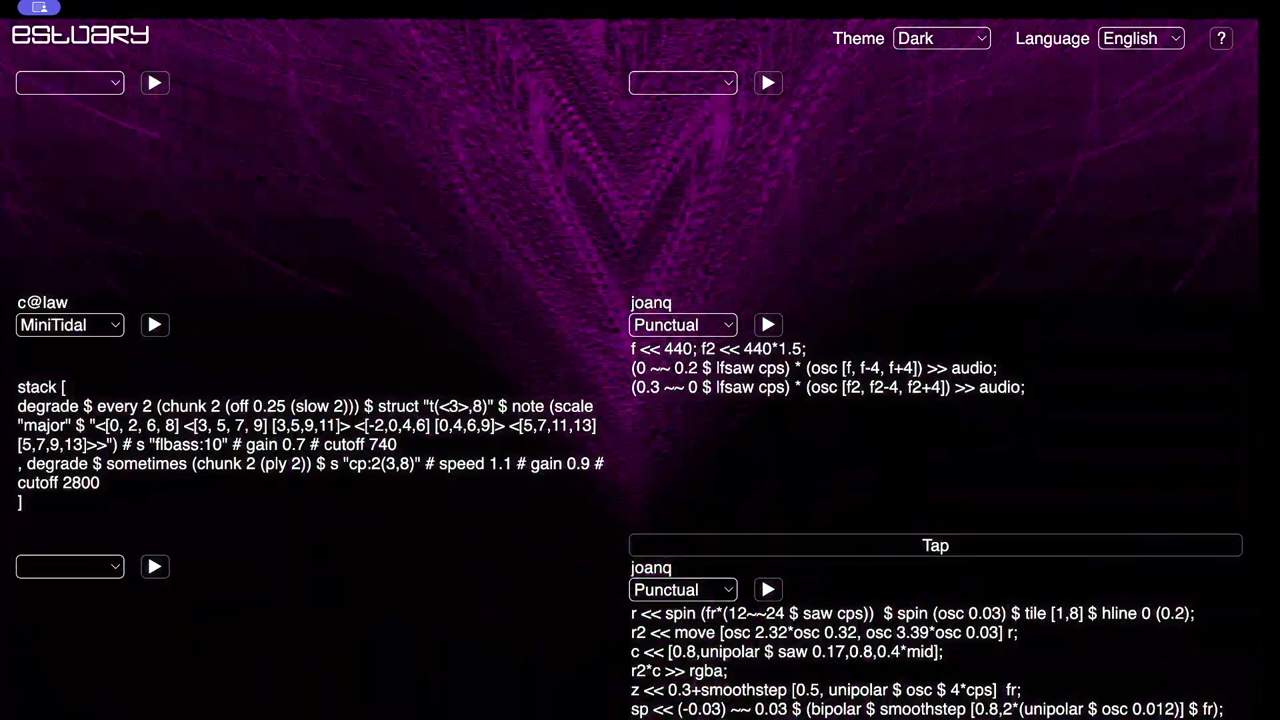 estuary
Theme Dark Language English ?
c@law
MiniTidal
stack [
degrade $ every 2 (chunk 2 (off 0.25 (slow 2))) $ struct "t(<3>,8)" $ note (scale
"major" $ "<[0, 2, 6, 8] <[3, 5, 7, 9] [3,5,9,11]> <[-2,0,4,6] [0,4,6,9]> <[5,7,11,13]
[5,7,9,13]>>") # s "flbass:10" # gain 0.7 # cutoff 740
, degrade $ sometimes (chunk 2 (ply 2)) $ s "cp:2(3,8)" # speed 1.1 # gain 0.9 #
cutoff 2800
]
joanq
Punctual
f << 440; f2 << 440*1.5;
(0 ~~ 0.2 $ lfsaw cps) * (osc [f, f-4, f+4]) >> audio;
(0.3 ~~ 0 $ lfsaw cps) * (osc [f2, f2-4, f2+4]) >> audio;
Tap
joanq
Punctual
r << spin (fr*(12~~24 $ saw cps))  $ spin (osc 0.03) $ tile [1,8] $ hline 0 (0.2);
r2 << move [osc 2.32*osc 0.32, osc 3.39*osc 0.03] r;
c << [0.8,unipolar $ saw 0.17,0.8,0.4*mid];
r2*c >> rgba;
z << 0.3+smoothstep [0.5, unipolar $ osc $ 4*cps]  fr;
sp << (-0.03) ~~ 0.03 $ (bipolar $ smoothstep [0.8,2*(unipolar $ osc 0.012)] $ fr);